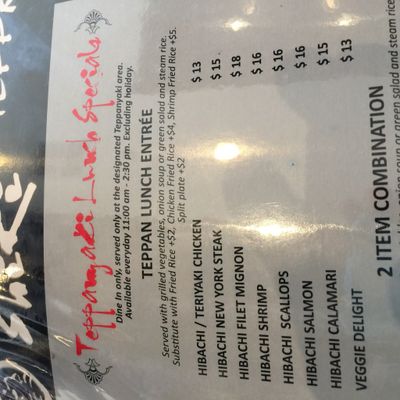 Teppanyaki Lunch Specials
Dine In only, served only at the designated Teppanyaki area.
Available everyday 11:00 am - 2:30 pm. Excluding holiday.
TEPPAN LUNCH ENTRÉE
Served with grilled vegetables, onion soup or green salad and steam rice.
Substitute with Fried Rice +$2, Chicken Fried Rice +$4, Shrimp Fried Rice +$5.
Split plate +$2
HIBACHI / TERIYAKI CHICKEN $ 13
HIBACHI NEW YORK STEAK $ 15
HIBACHI FILET MIGNON $ 18
HIBACHI SHRIMP $ 16
HIBACHI SCALLOPS $ 16
HIBACHI SALMON $ 16
HIBACHI CALAMARI $ 15
VEGGIE DELIGHT $ 13
2 ITEM COMBINATION
onion soup or green salad and steam rice